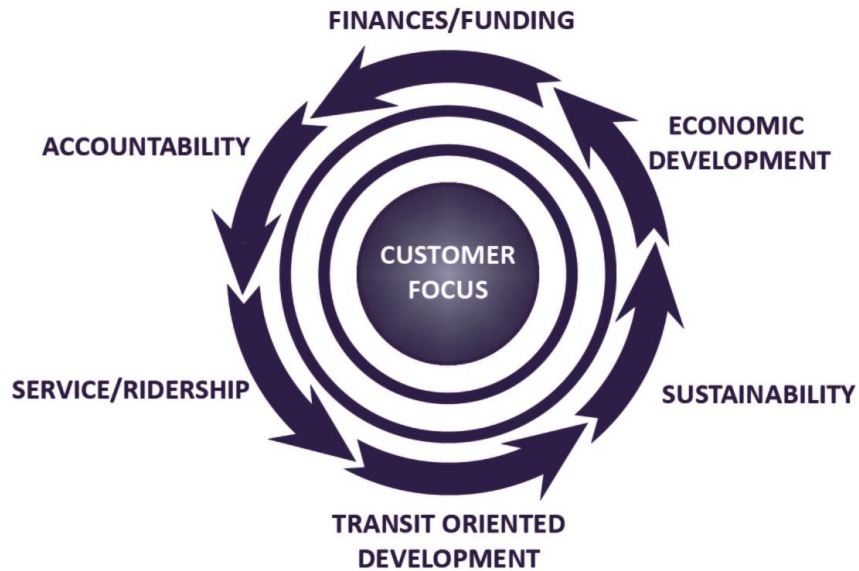 FINANCES/FUNDING
ECONOMIC
DEVELOPMENT
ACCOUNTABILITY
CUSTOMER
FOCUS
SERVICE/RIDERSHIP
SUSTAINABILITY
TRANSIT ORIENTED
DEVELOPMENT